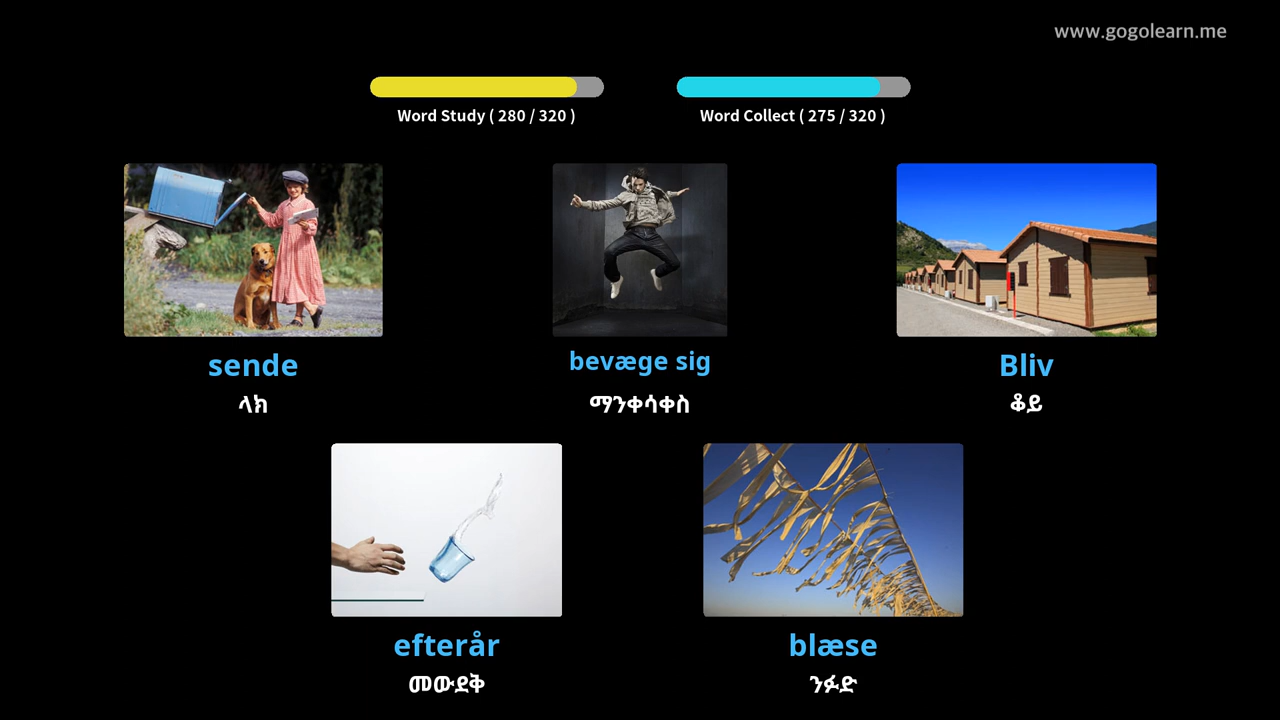 www.gogolearn.me
Word Study ( 280 / 320 )
Word Collect ( 275 / 320 )
sende
bevæge sig
Bliv
ላክ
ማንቀሳቀስ
ቆይ
efterår
blæse
መውደቅ
ንፉድ